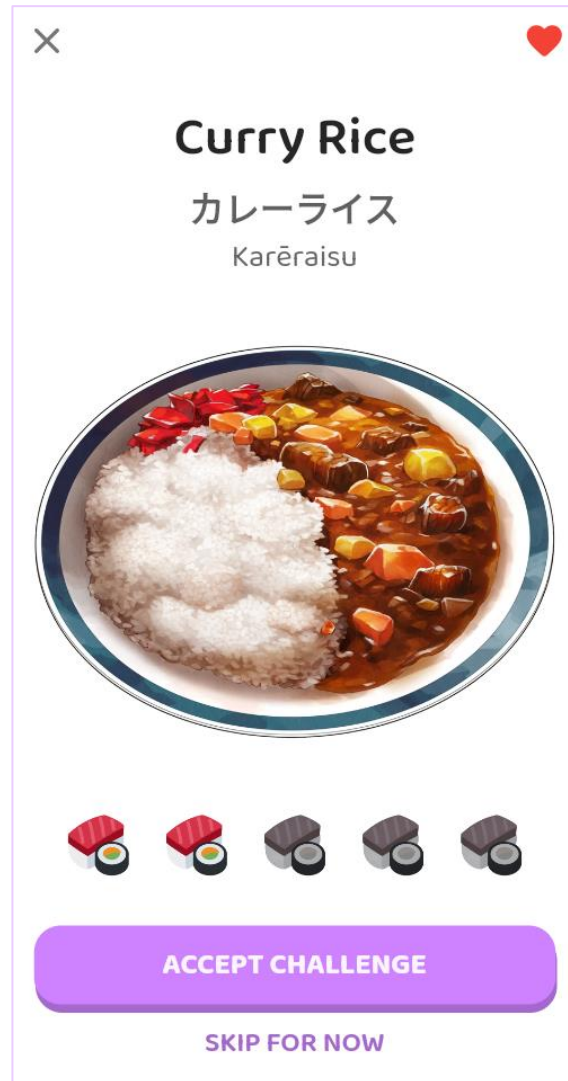 Curry Rice
カレーライス
Karēraisu
ACCEPT CHALLENGE
SKIP FOR NOW